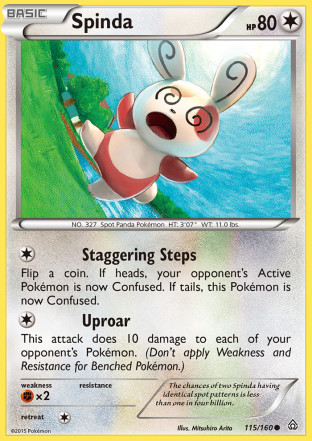 BASIC
Spinda
HP80
NO. 327 Spot Panda Pokémon HT: 3'07" WT: 11.0 lbs.
Staggering Steps
Flip a coin. If heads, your opponent's Active
Pokémon is now Confused. If tails, this Pokémon
is now Confused.
Uproar
This attack does 10 damage to each of your
opponent's Pokémon. (Don't apply Weakness and
Resistance for Benched Pokémon.)
weakness
resistance
×2
The chances of two Spinda having
identical spot patterns is less
than one in four billion.
retreat
©2015 Pokémon
Illus. Mitsuhiro Arita
115/160